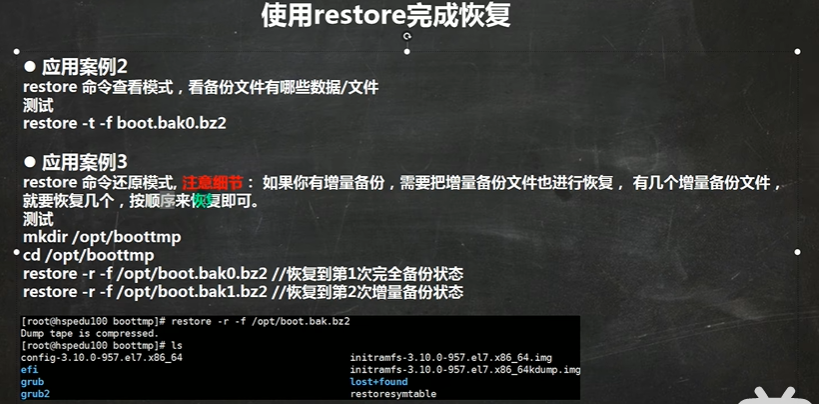 使用restore完成恢复
● 应用案例2
restore 命令查看模式，看备份文件有哪些数据/文件
测试
restore -t -f boot.bak0.bz2
● 应用案例3
restore 命令还原模式, 注意细节： 如果你有增量备份，需要把增量备份文件也进行恢复， 有几个增量备份文件，
就要恢复几个，按顺序来恢复即可。
测试
mkdir /opt/boottmp
cd /opt/boottmp
restore -r -f /opt/boot.bak0.bz2 //恢复到第1次完全备份状态
restore -r -f /opt/boot.bak1.bz2 //恢复到第2次增量备份状态
[root@hspedu100 boottmp]# restore -r -f /opt/boot.bak.bz2
Dump tape is compressed.
[root@hspedu100 boottmp]# ls
config-3.10.0-957.el7.x86_64 initramfs-3.10.0-957.el7.x86_64.img
efi initramfs-3.10.0-957.el7.x86_64kdump.img
grub lost+found
grub2 restoresymtable